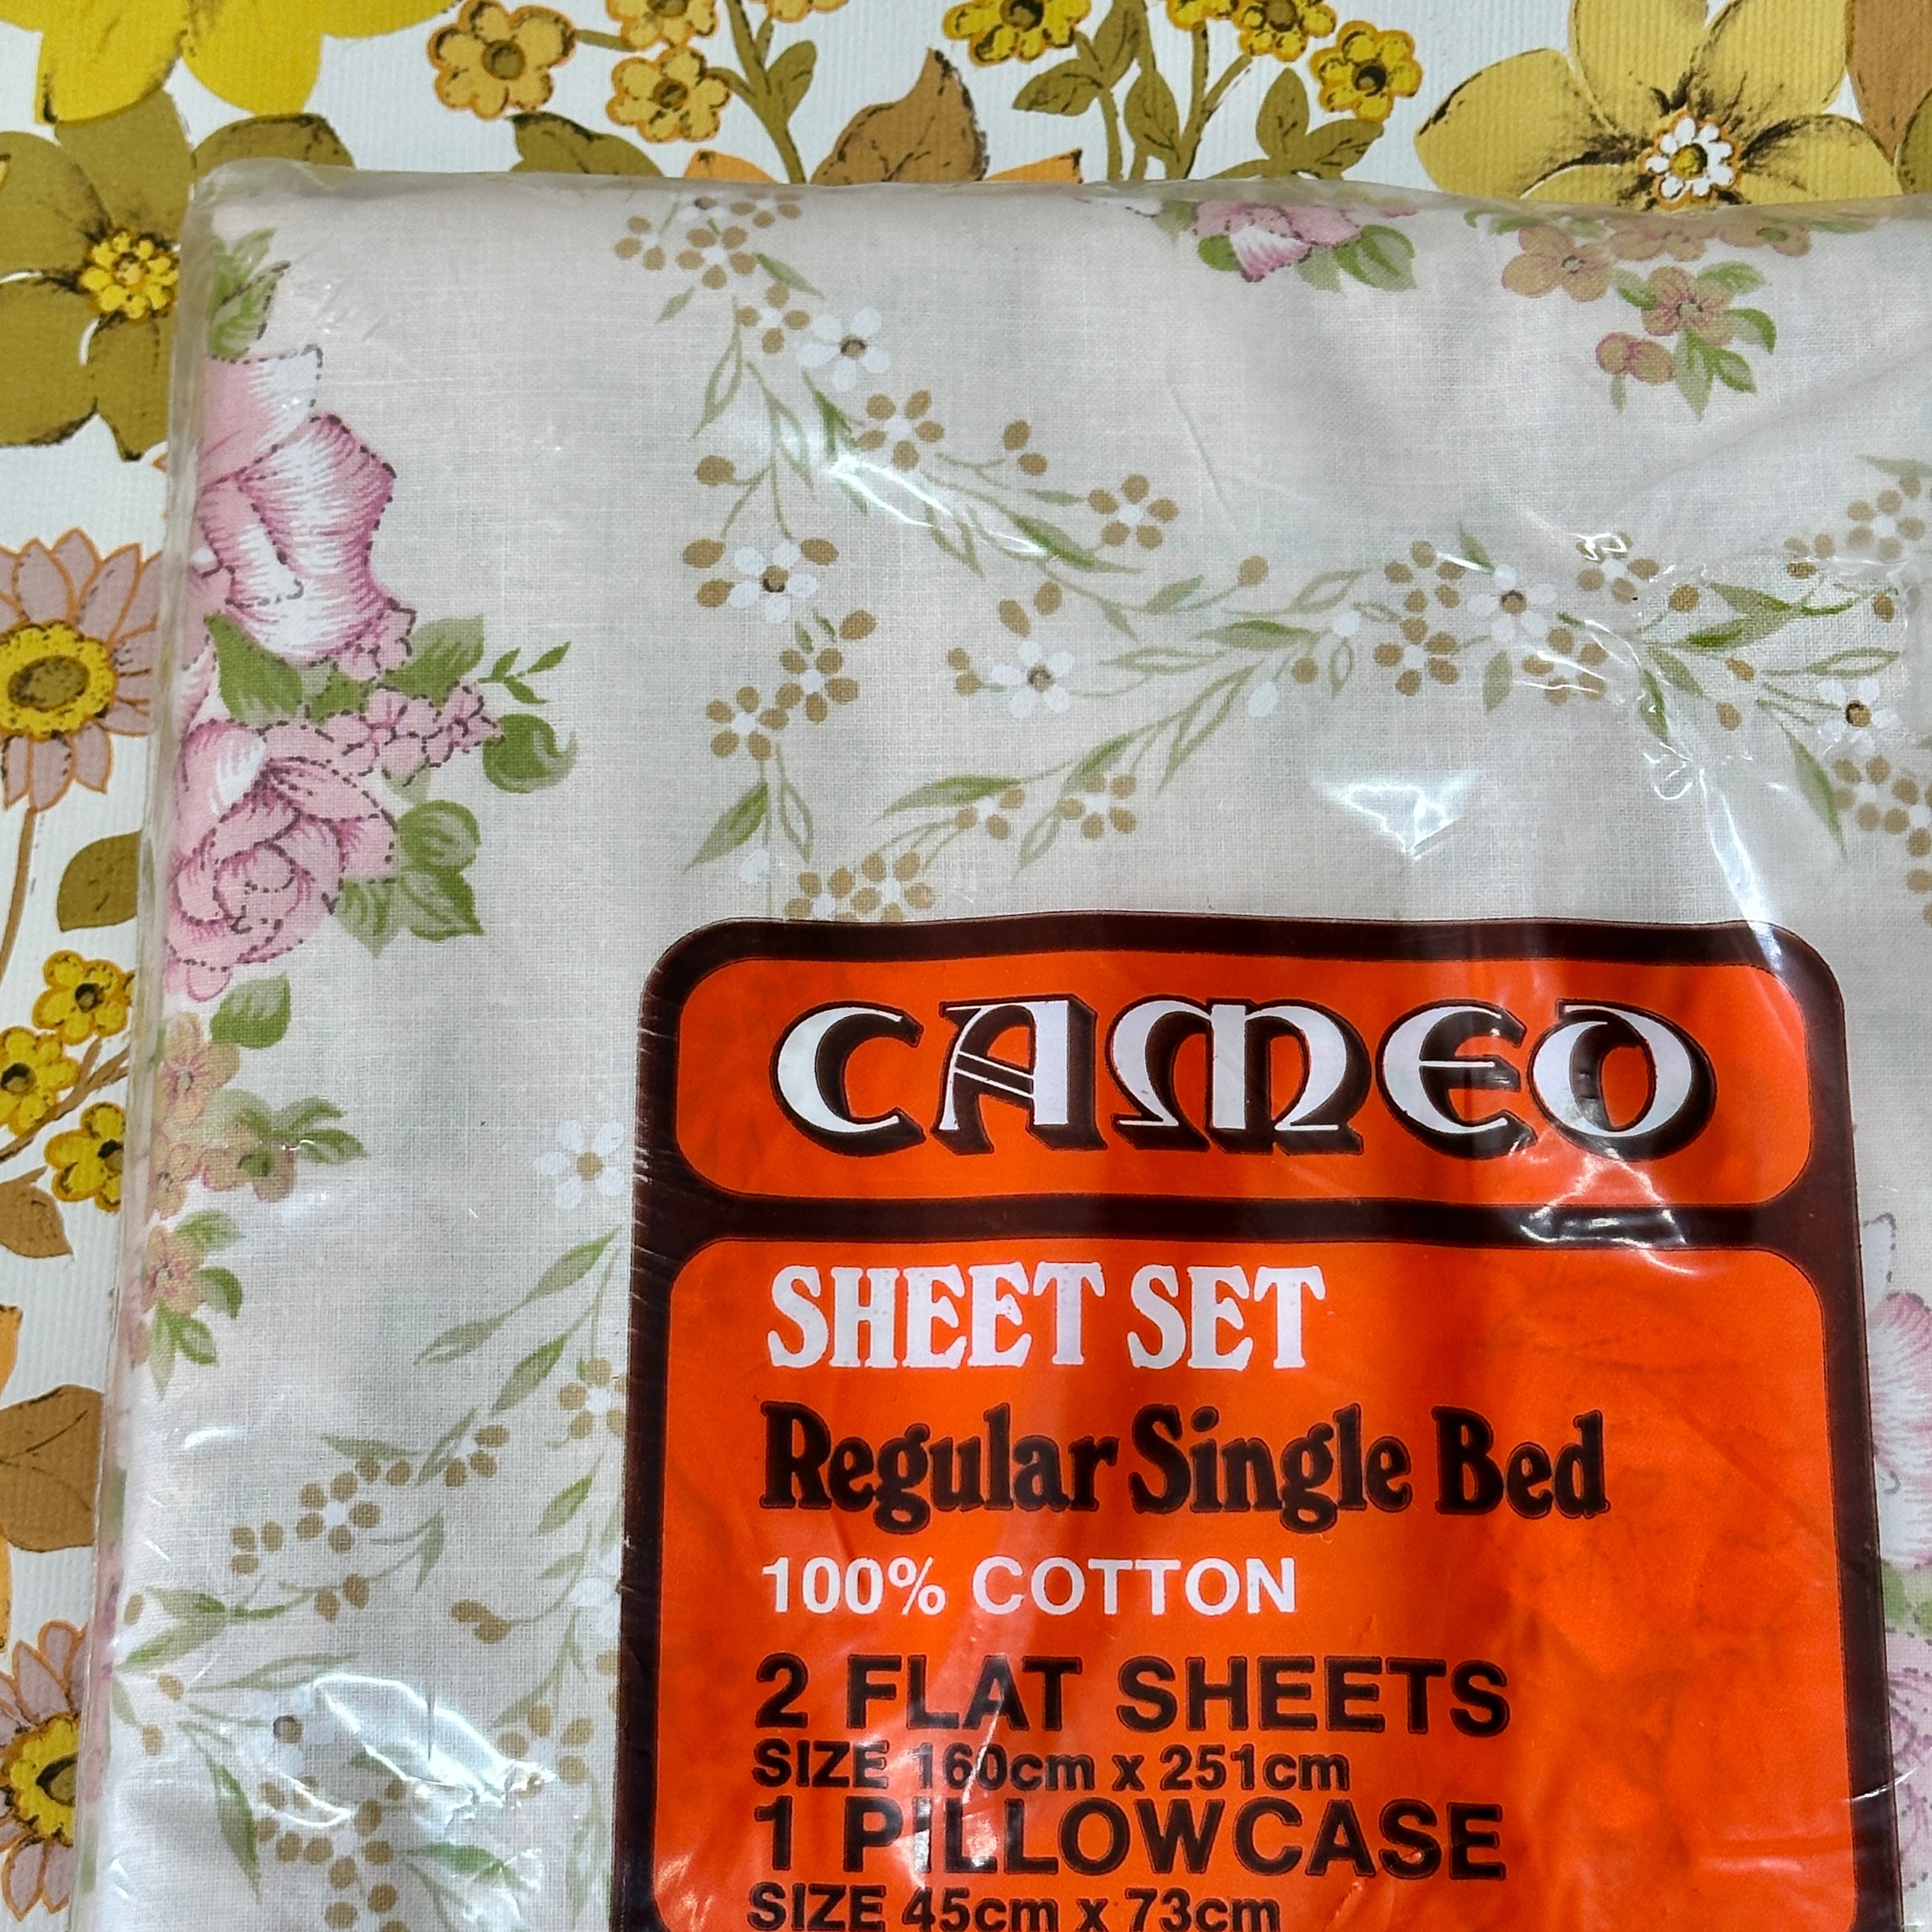 CAMEO
SHEET SET
Regular Single Bed
100% COTTON
2 FLAT SHEETS
SIZE 160cm x 251cm
1 PILLOWCASE
SIZE 45cm x 73cm